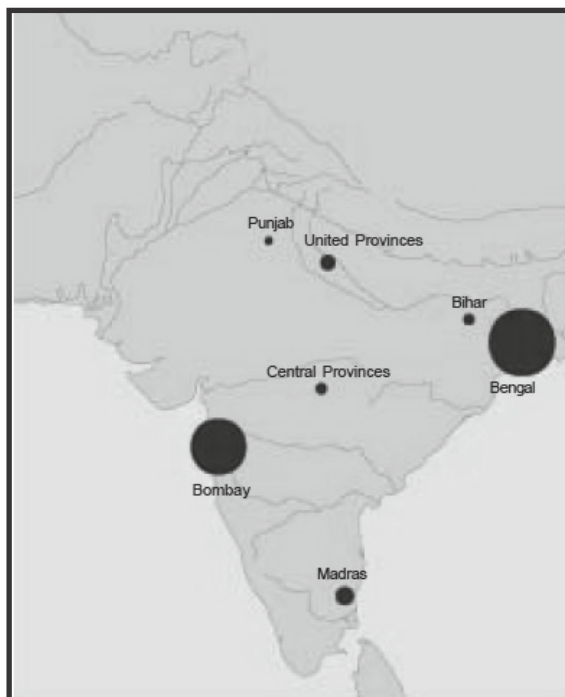 Punjab
United Provinces
Bihar
Central Provinces
Bengal
Bombay
Madras